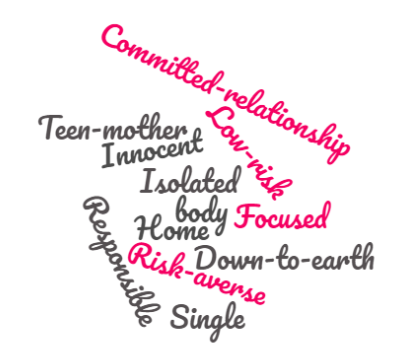 Committed-relationship
Low-risk
Teen-mother
Innocent
Isolated
body
Focused
Home
Responsible
Risk-averse
Down-to-earth
Single